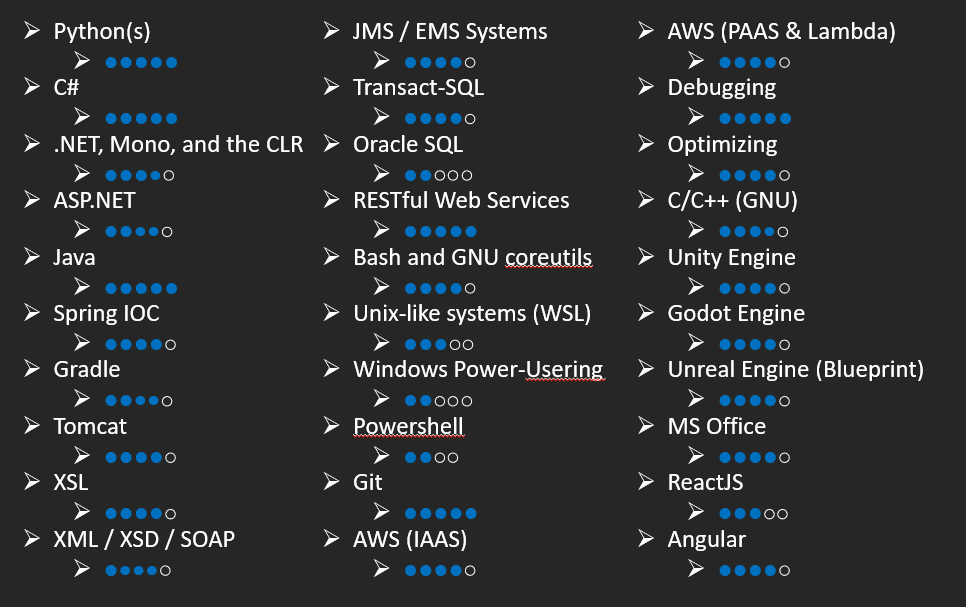 Python(s)
●●●●●
C#
●●●●●
.NET, Mono, and the CLR
●●●●○
ASP.NET
●●●●○
Java
●●●●●
Spring IOC
●●●●○
Gradle
●●●●○
Tomcat
●●●●○
XSL
●●●●○
XML / XSD / SOAP
●●●●○
JMS / EMS Systems
●●●●○
Transact-SQL
●●●●○
Oracle SQL
●●○○○
RESTful Web Services
●●●●●
Bash and GNU coreutils
●●●●○
Unix-like systems (WSL)
●●●○○
Windows Power-Usering
●●○○○
Powershell
●●○○
Git
●●●●●
AWS (IAAS)
●●●●○
AWS (PAAS & Lambda)
●●●●○
Debugging
●●●●●
Optimizing
●●●●○
C/C++ (GNU)
●●●●○
Unity Engine
●●●●○
Godot Engine
●●●●○
Unreal Engine (Blueprint)
●●●●○
MS Office
●●●●○
ReactJS
●●●○○
Angular
●●●●○